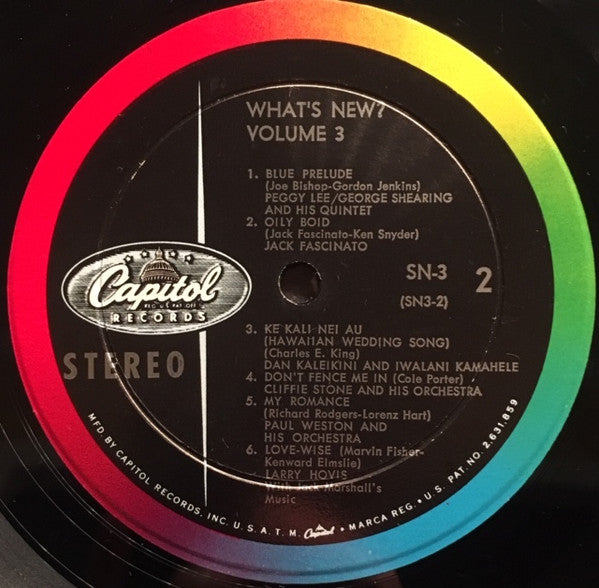 WHAT'S NEW?
VOLUME 3
1. BLUE PRELUDE
(Joe Bishop-Gordon Jenkins)
PEGGY LEE/GEORGE SHEARING
AND HIS QUINTET
2. OILY BOID
(Jack Fascinato-Ken Snyder)
JACK FASCINATO
SN-3
(SN3-2)
2
Capitol
REG. U.S. PAT. OFF.
RECORDS
STEREO
3. KE KALI NEI AU
(HAWAIIAN WEDDING SONG)
(Charles E. King)
DAN KALEIKINI AND IWALANI KAMAHELE
4. DON'T FENCE ME IN (Cole Porter)
CLIFFIE STONE AND HIS ORCHESTRA
5. MY ROMANCE
(Richard Rodgers-Lorenz Hart)
PAUL WESTON AND
HIS ORCHESTRA
6. LOVE-WISE (Marvin Fisher-
Kenward Elmslie)
LARRY HOVIS
With Jack Marshall's
Music
MFD. BY CAPITOL RECORDS, INC. U.S.A. T.M. Capitol • MARCA REG. • U.S. PAT. NO. 2,631,859